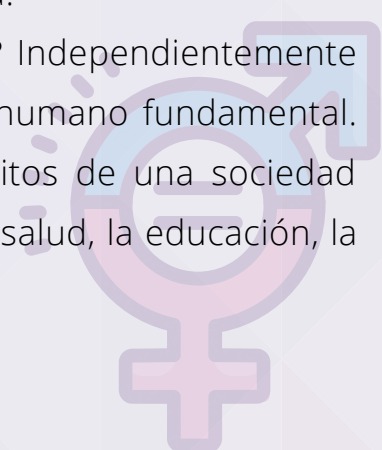 Independientemente
humano fundamental.
itos de una sociedad
salud, la educación, la